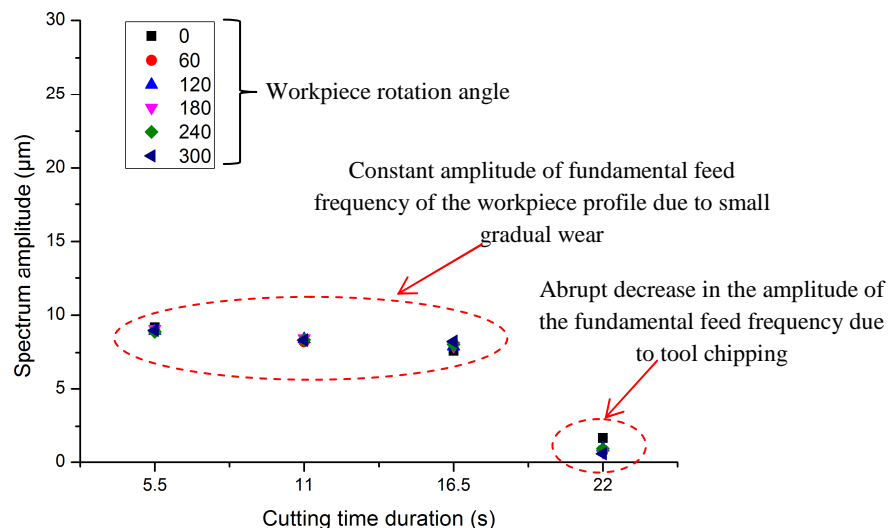 30
25
20
15
10
5
0
Spectrum amplitude (µm)
0
60
120
180
240
300
Workpiece rotation angle
Constant amplitude of fundamental feed
frequency of the workpiece profile due to small
gradual wear
Abrupt decrease in the amplitude of
the fundamental feed frequency due
to tool chipping
5.5
11
16.5
22
Cutting time duration (s)